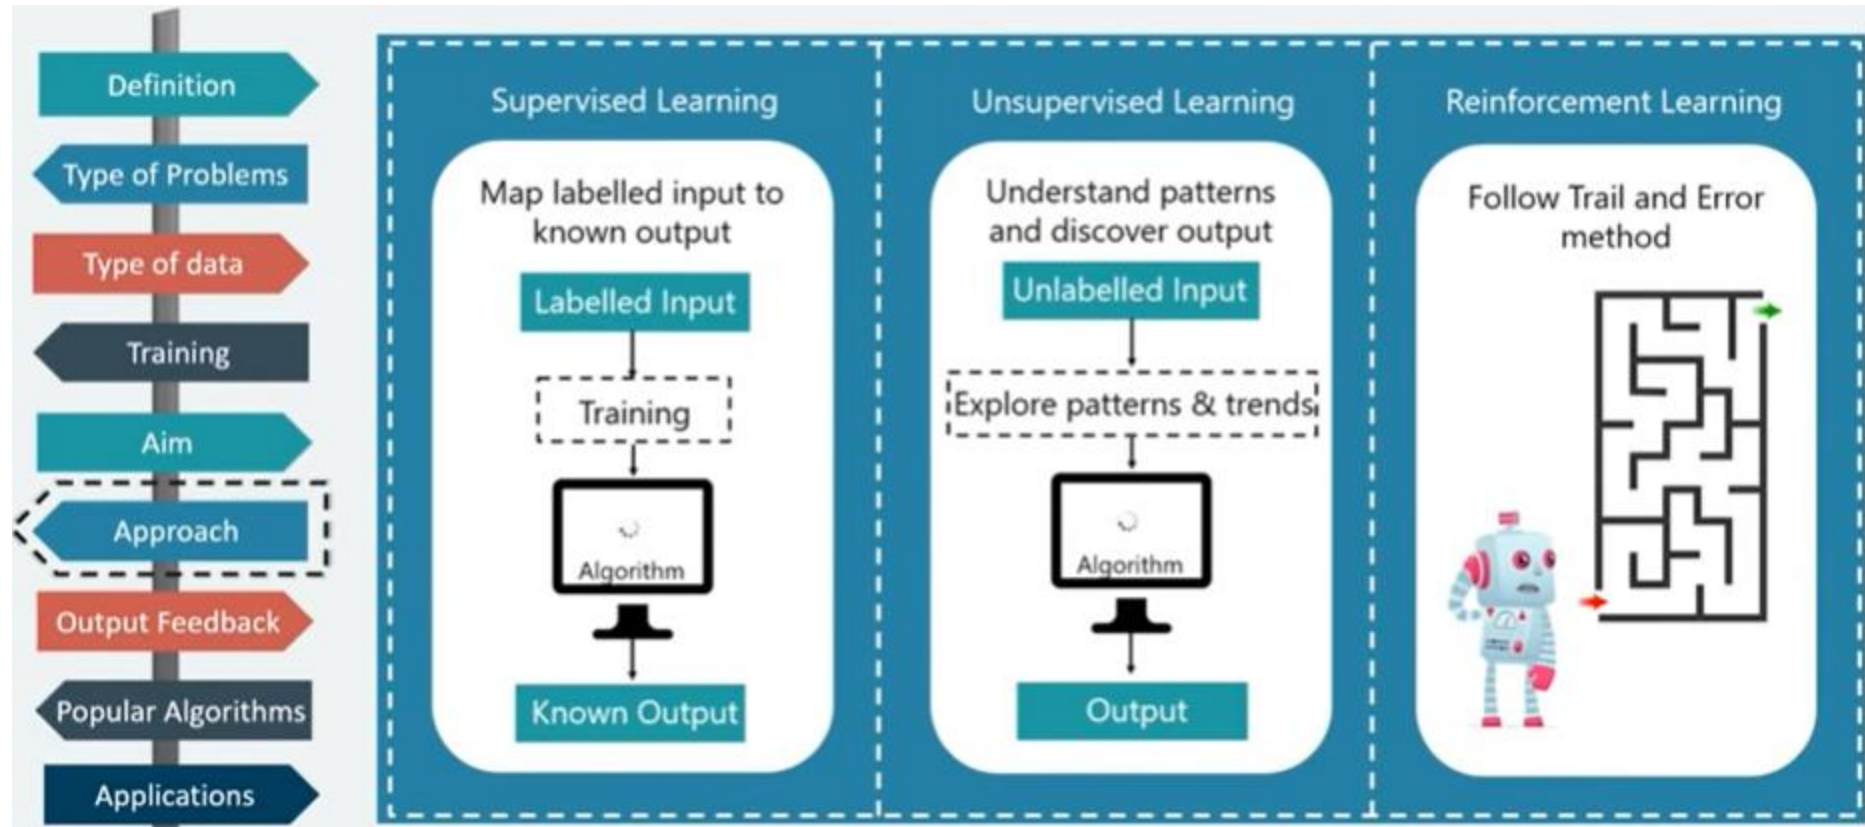 Definition
Type of Problems
Type of data
Training
Aim
Approach
Output Feedback
Popular Algorithms
Applications
Supervised Learning
Map labelled input to
known output
Labelled Input
Training
Algorithm
Known Output
Unsupervised Learning
Understand patterns
and discover output
Unlabelled Input
Explore patterns & trends
Algorithm
Output
Reinforcement Learning
Follow Trail and Error
method